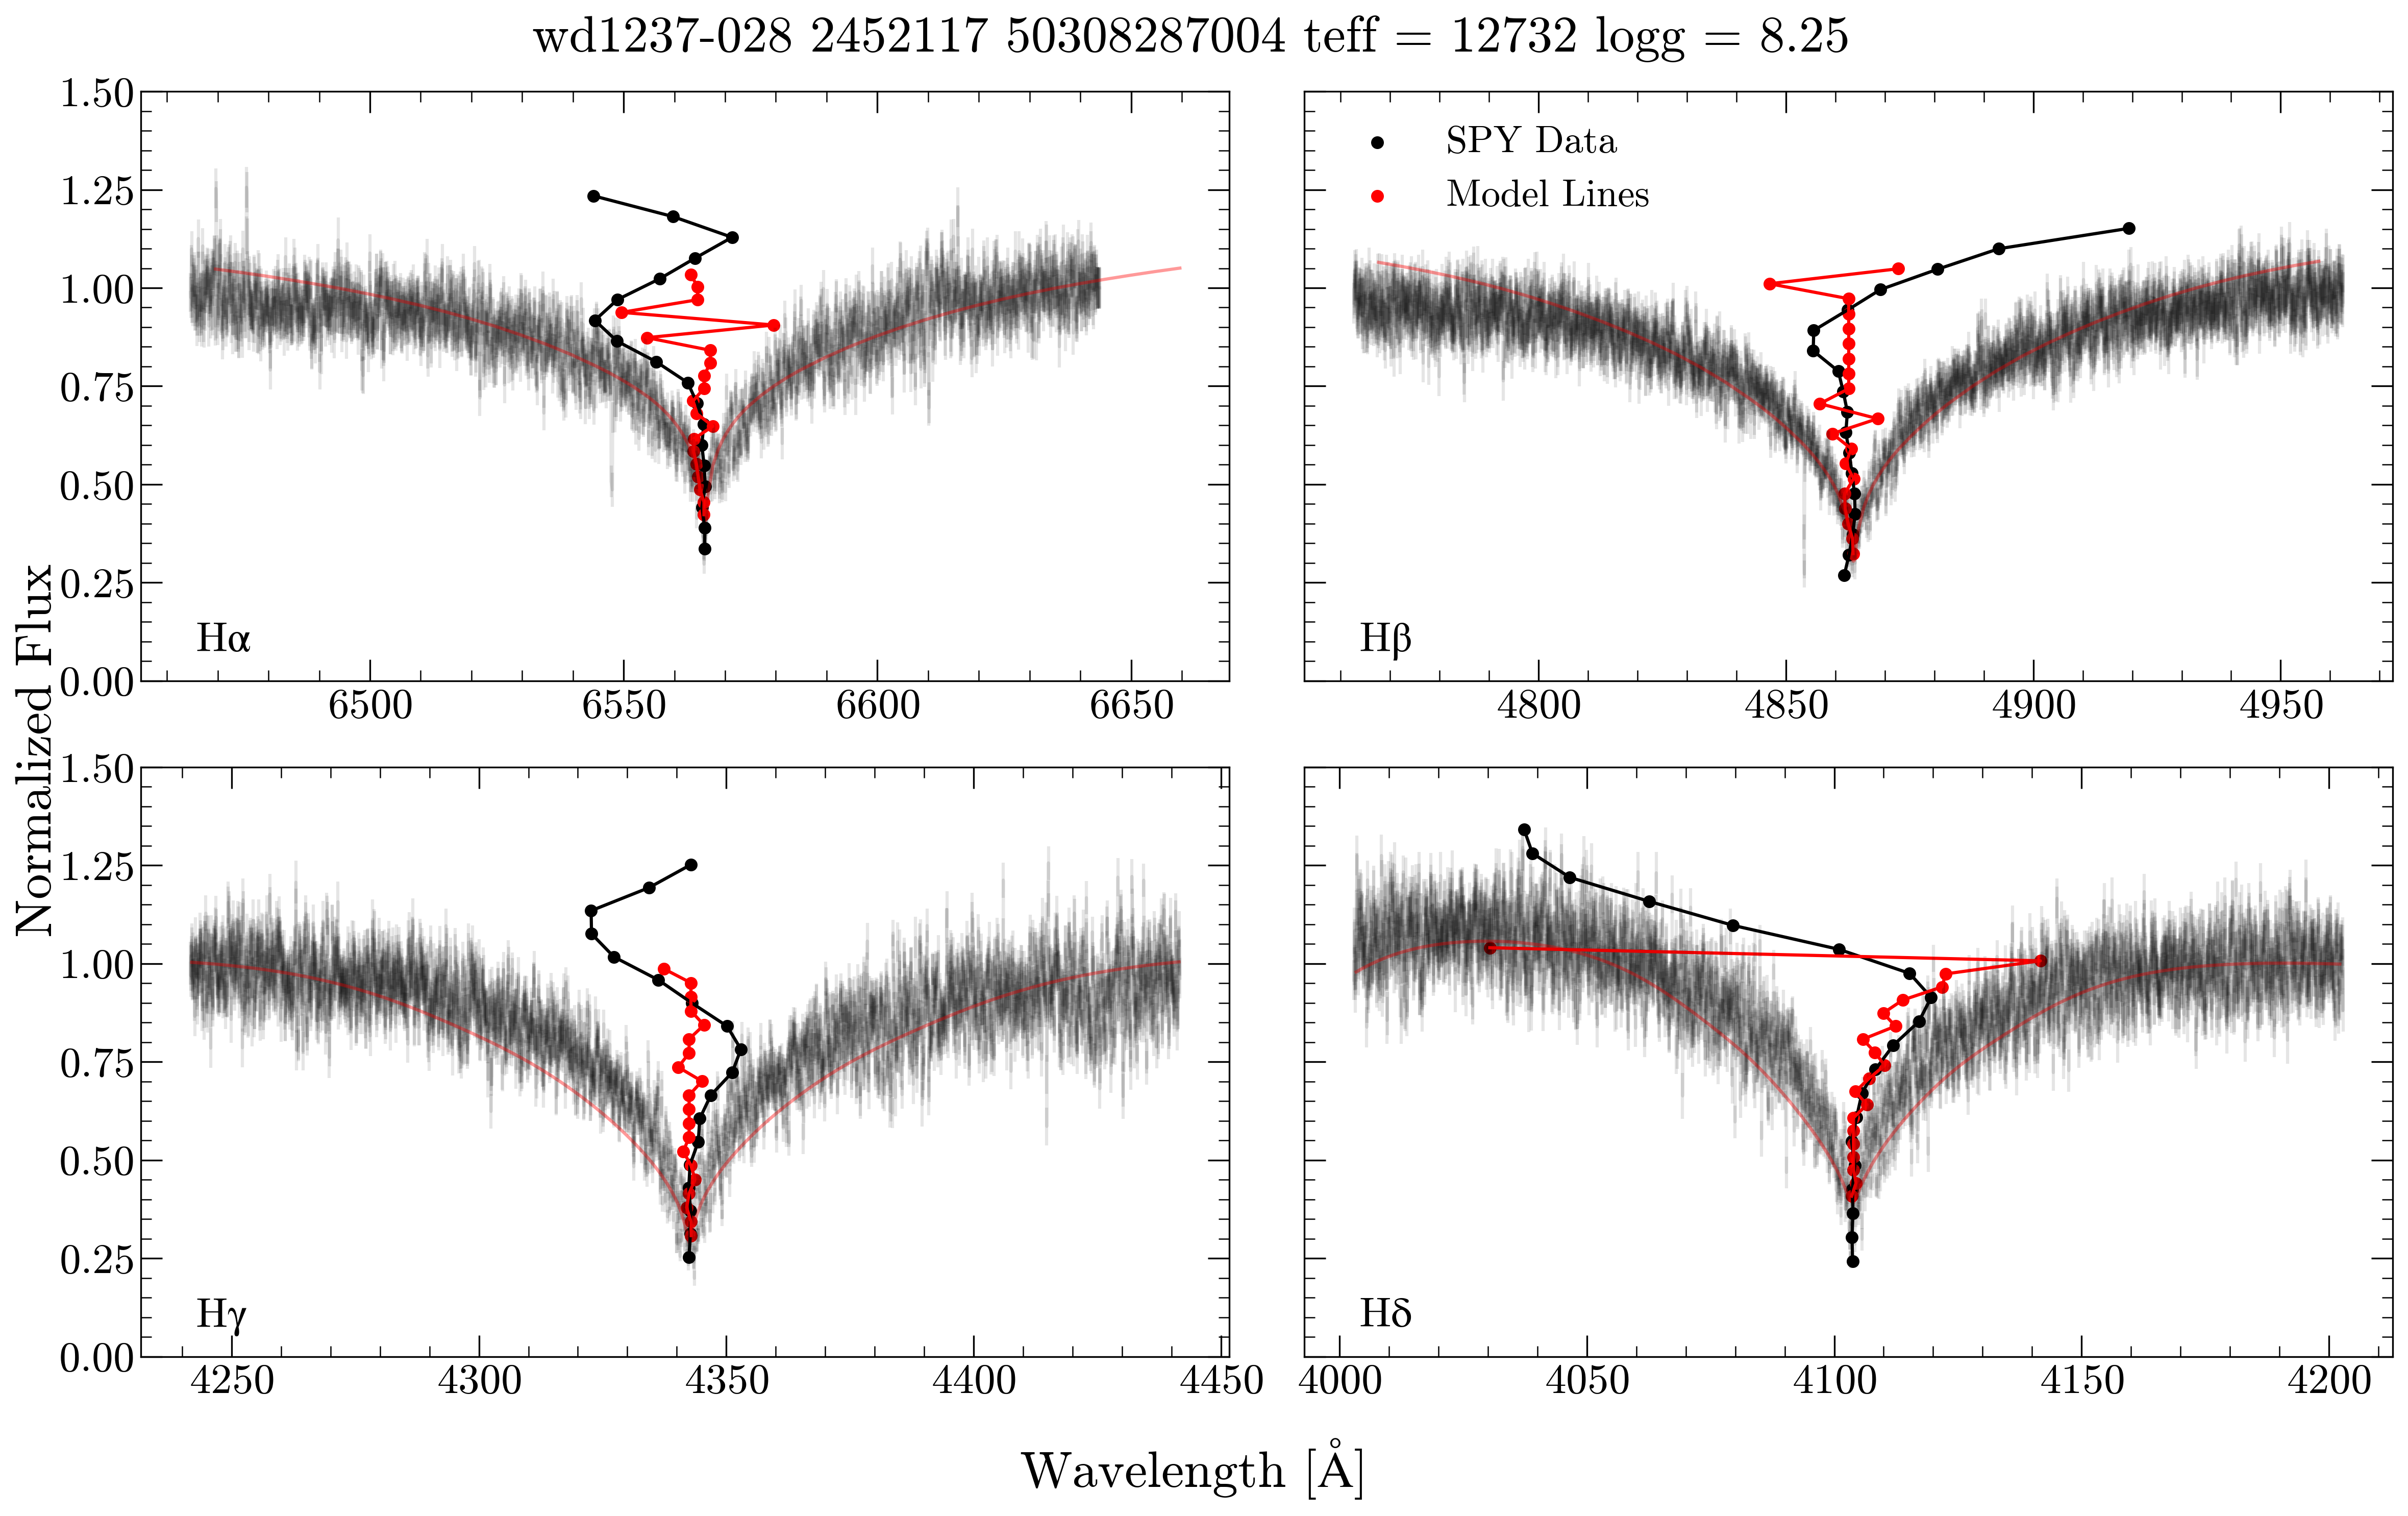 wd1237-028 2452117 50308287004 teff = 12732 logg = 8.25
Normalized Flux
1.50
1.25
1.00
0.75
0.50
0.25
0.00
Hα
6500 6550 6600 6650
SPY Data
Model Lines
Hβ
4800 4850 4900 4950
1.50
1.25
1.00
0.75
0.50
0.25
0.00
Hγ
4250 4300 4350 4400 4450
Hδ
4000 4050 4100 4150 4200
Wavelength [Å]